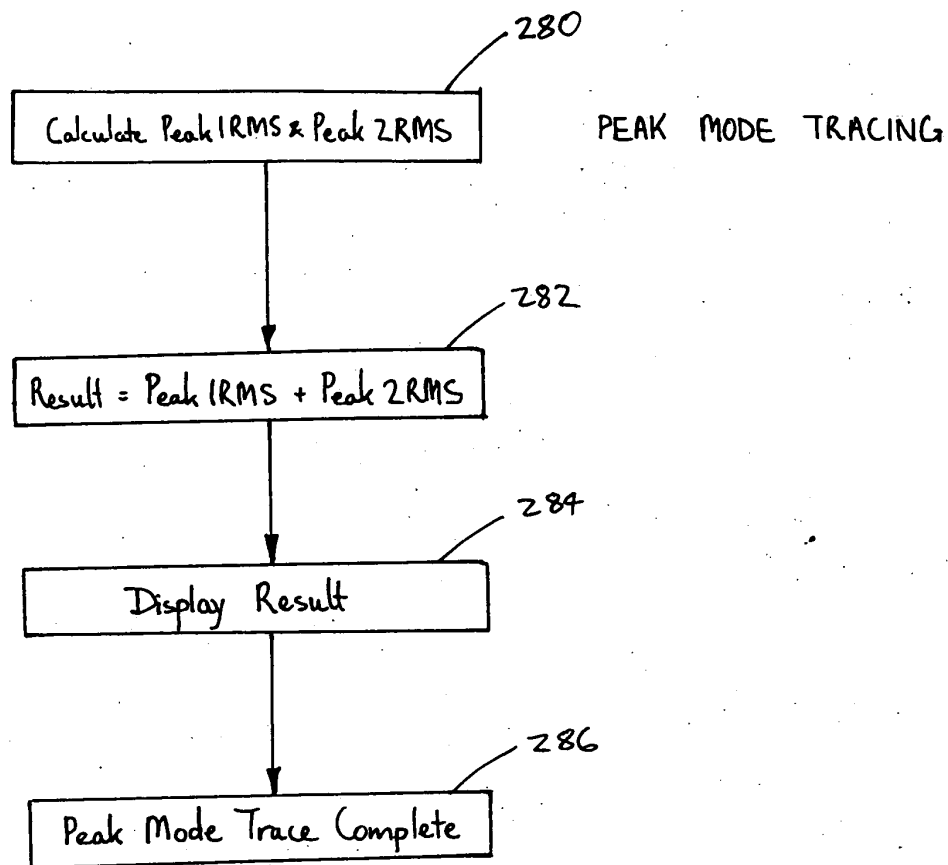 280
Calculate Peak 1RMS & Peak 2RMS
PEAK MODE TRACING
282
Result = Peak 1RMS + Peak 2RMS
284
Display Result
286
Peak Mode Trace Complete